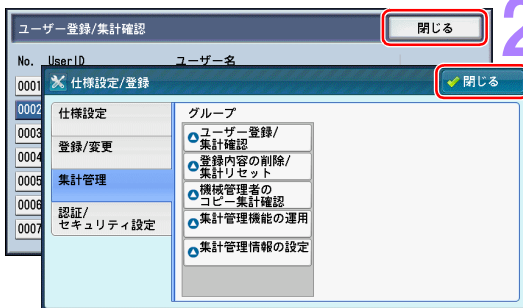 ユーザー登録/集計確認
閉じる
2
No. UserID ユーザー名
0001
0002
0003
0004
0005
0006
0007
仕様設定/登録
閉じる
仕様設定
登録/変更
集計管理
認証/
セキュリティ設定
グループ
ユーザー登録/
集計確認
登録内容の削除/
集計リセット
機械管理者の
コピー集計確認
集計管理機能の運用
集計管理情報の設定